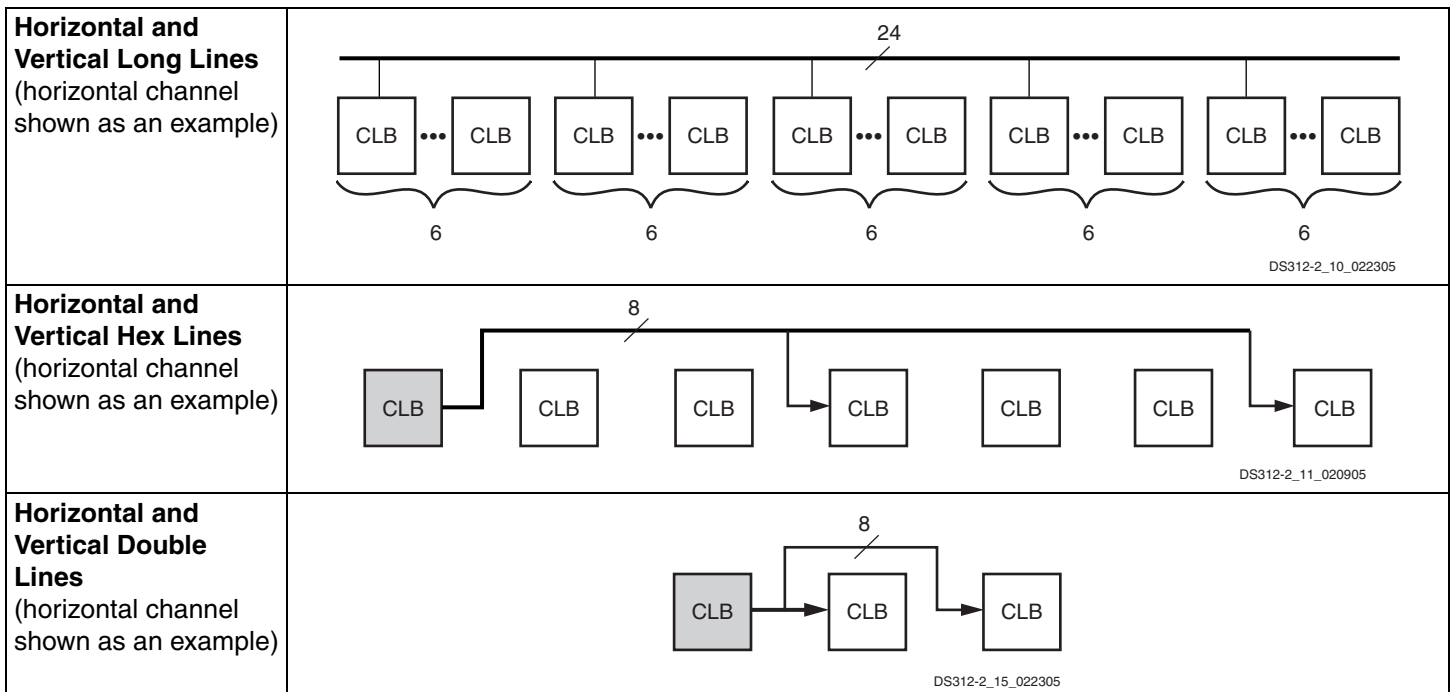 Horizontal and
Vertical Long Lines
(horizontal channel
shown as an example)
24
CLB ••• CLB CLB ••• CLB CLB ••• CLB CLB ••• CLB CLB ••• CLB
6 6 6 6 6
DS312-2_10_022305
Horizontal and
Vertical Hex Lines
(horizontal channel
shown as an example)
8
CLB CLB CLB CLB CLB CLB CLB
DS312-2_11_020905
Horizontal and
Vertical Double
Lines
(horizontal channel
shown as an example)
8
CLB CLB CLB
DS312-2_15_022305